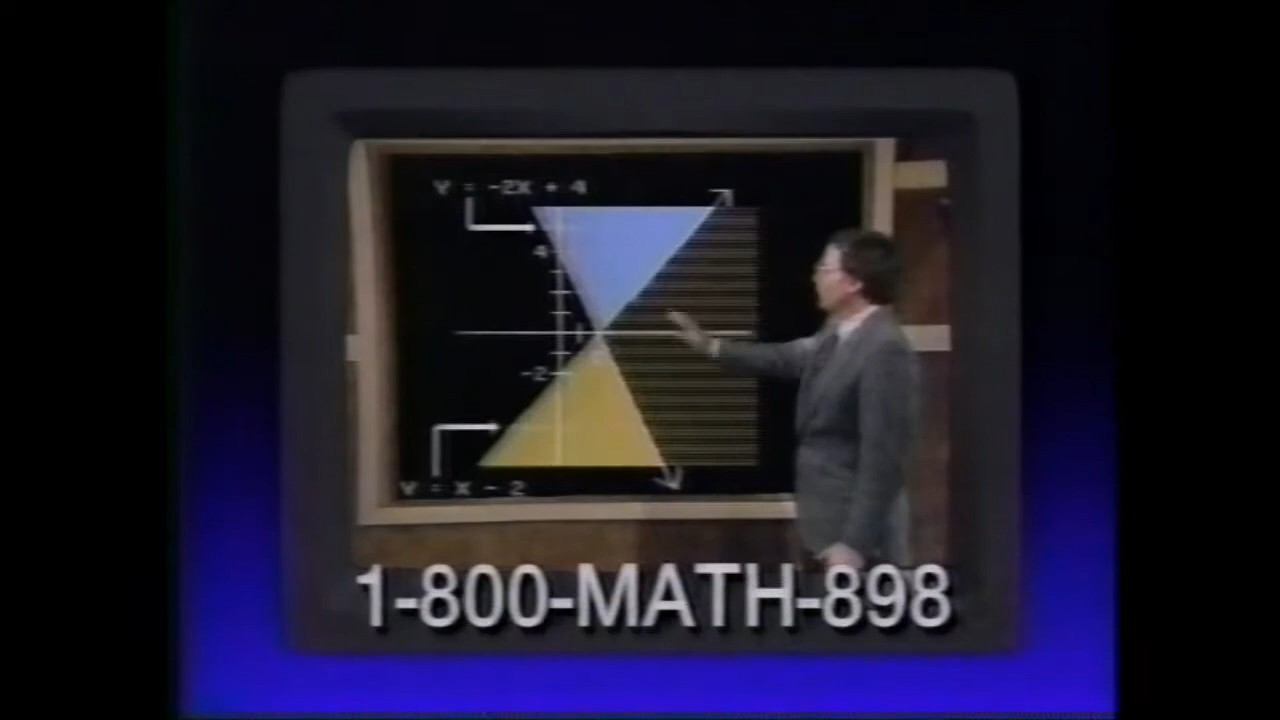 Y = -2X + 4
4
1
-2
Y = X - 2
1-800-MATH-898